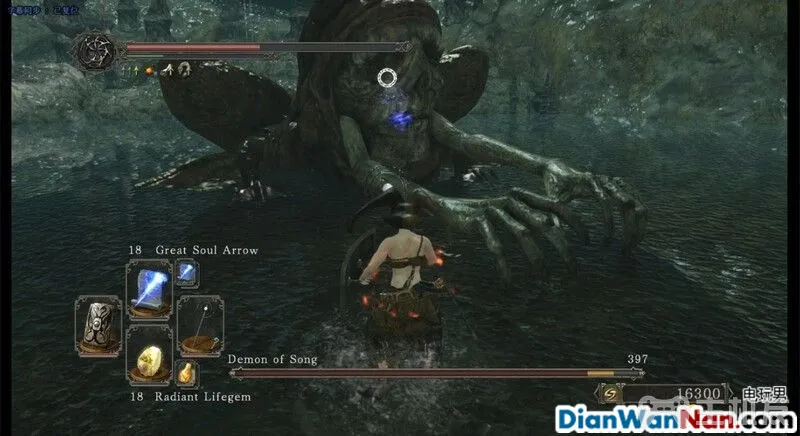 18 Great Soul Arrow
Demon of Song 397
18 Radiant Lifegem
16300
电玩男
DianWanNan.com